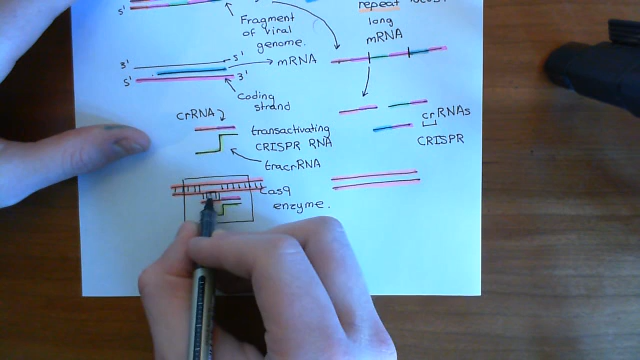 5'
Fragment
of viral
genome.
repeat locus.
long
mRNA
3'
5'
mRNA
5'
3'
Coding
strand
crRNA
transactivating
CRISPR RNA
tracrRNA
crRNAs
CRISPR
Cas9
enzyme.